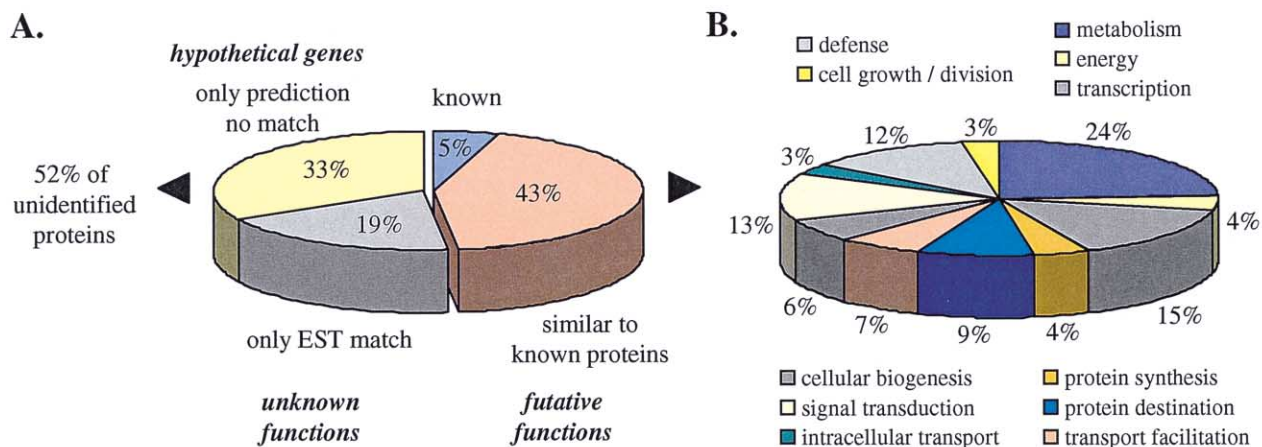 A.
hypothetical genes
only prediction
no match
known
52% of
unidentified
proteins
33%
5%
43%
19%
only EST match
similar to
known proteins
unknown
functions
futative
functions
B.
defense
cell growth / division
metabolism
energy
transcription
12%
3%
24%
3%
13%
4%
6%
7%
9%
4%
15%
cellular biogenesis
signal transduction
intracellular transport
protein synthesis
protein destination
transport facilitation